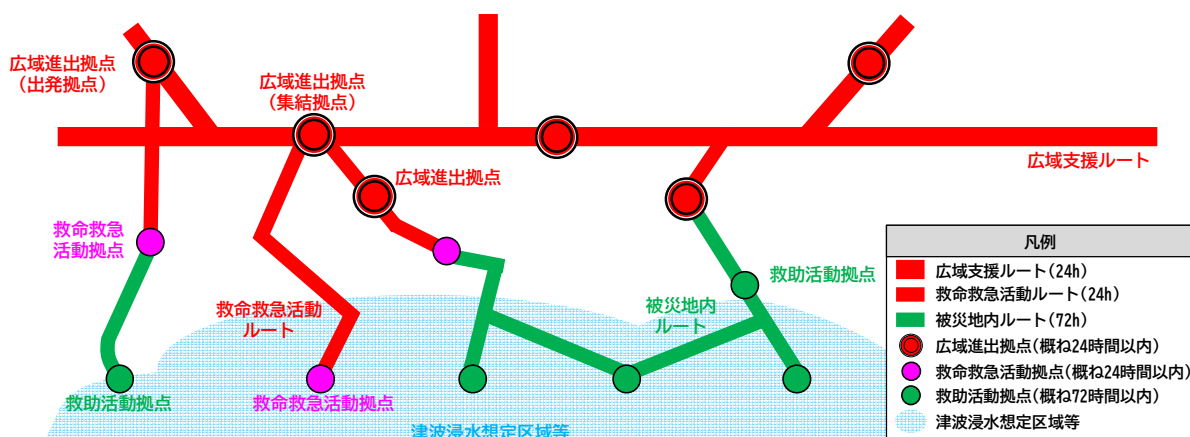 広域進出拠点
（出発拠点）
広域進出拠点
（集結拠点）
広域支援ルート
広域進出拠点
救命救急
活動拠点
救助活動拠点
救命救急活動
ルート
被災地内
ルート
救助活動拠点
救命救急活動拠点
津波浸水想定区域等
凡例
広域支援ルート(24h)
救命救急活動ルート(24h)
被災地内ルート(72h)
広域進出拠点(概ね24時間以内)
救命救急活動拠点(概ね24時間以内)
救助活動拠点(概ね72時間以内)
津波浸水想定区域等